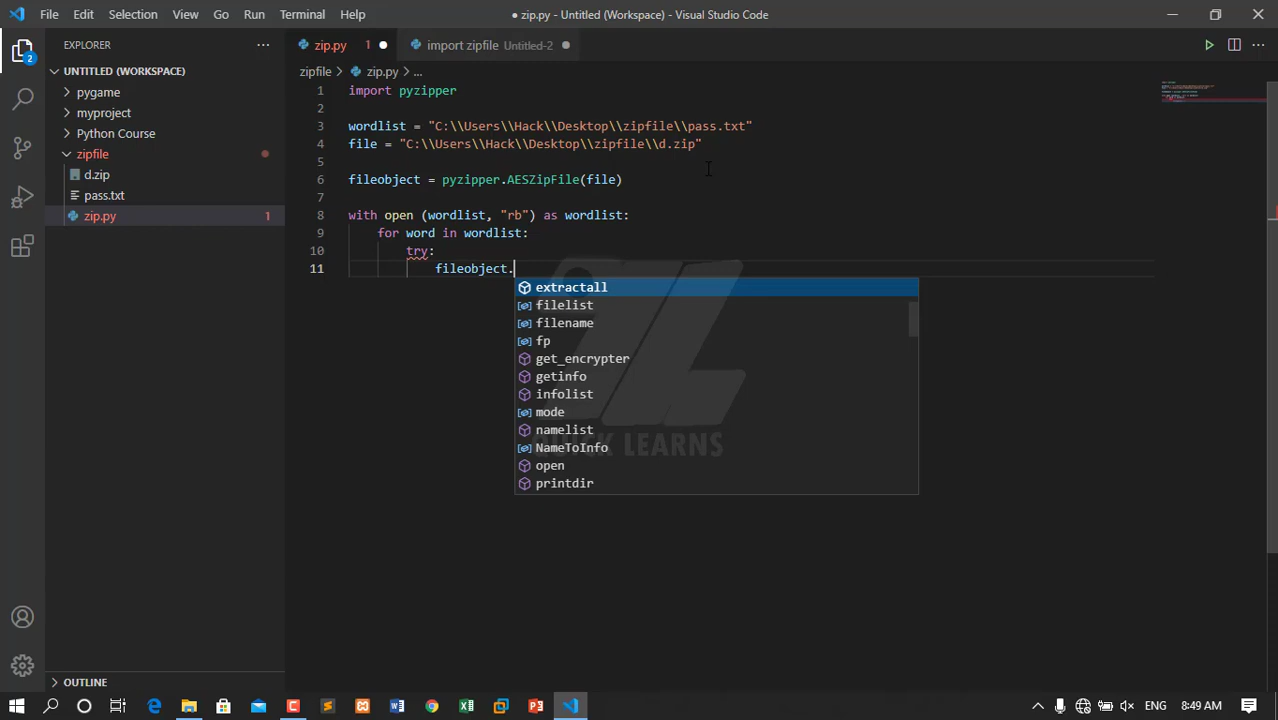 File Edit Selection View Go Run Terminal Help
● zip.py - Untitled (Workspace) - Visual Studio Code
EXPLORER
zip.py 1
import zipfile Untitled-2
2
UNTITLED (WORKSPACE)
pygame
myproject
Python Course
zipfile
d.zip
pass.txt
zip.py 1
OUTLINE
zipfile > zip.py > ...
1 import pyzipper
2
3 wordlist = "C:\\Users\\Hack\\Desktop\\zipfile\\pass.txt"
4 file = "C:\\Users\\Hack\\Desktop\\zipfile\\d.zip"
5
6 fileobject = pyzipper.AESZipFile(file)
7
8 with open (wordlist, "rb") as wordlist:
9 for word in wordlist:
10 try:
11 fileobject.
extractall
filelist
filename
fp
get_encrypter
getinfo
infolist
mode
namelist
NameToInfo
open
printdir
QUICK LEARNS
ENG 8:49 AM